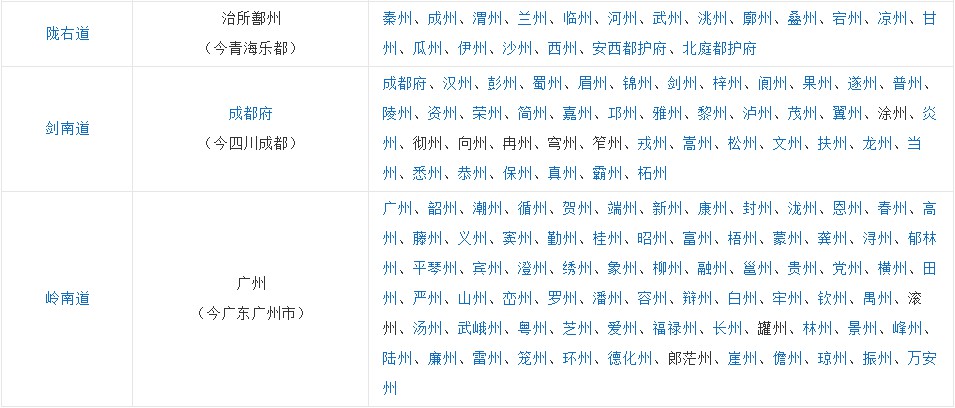 陇右道
治所鄯州
（今青海乐都）
秦州、成州、渭州、兰州、临州、河州、武州、洮州、廓州、叠州、宕州、凉州、甘
州、瓜州、伊州、沙州、西州、安西都护府、北庭都护府
剑南道
成都府
（今四川成都）
成都府、汉州、彭州、蜀州、眉州、锦州、剑州、梓州、阆州、果州、遂州、普州、
陵州、资州、荣州、简州、嘉州、邛州、雅州、黎州、泸州、茂州、翼州、涂州、炎
州、彻州、向州、冉州、穹州、笮州、戎州、嶲州、松州、文州、扶州、龙州、当
州、悉州、恭州、保州、真州、霸州、柘州
岭南道
广州
（今广东广州市）
广州、韶州、潮州、循州、贺州、端州、新州、康州、封州、泷州、恩州、春州、高
州、藤州、义州、窦州、勤州、桂州、昭州、富州、梧州、蒙州、龚州、浔州、郁林
州、平琴州、宾州、澄州、绣州、象州、柳州、融州、邕州、贵州、党州、横州、田
州、严州、山州、峦州、罗州、潘州、容州、辩州、白州、牢州、钦州、禺州、滚
州、汤州、武峨州、粤州、芝州、爱州、福禄州、长州、驩州、林州、景州、峰州、
陆州、廉州、雷州、笼州、环州、德化州、郎茫州、崖州、儋州、琼州、振州、万安
州